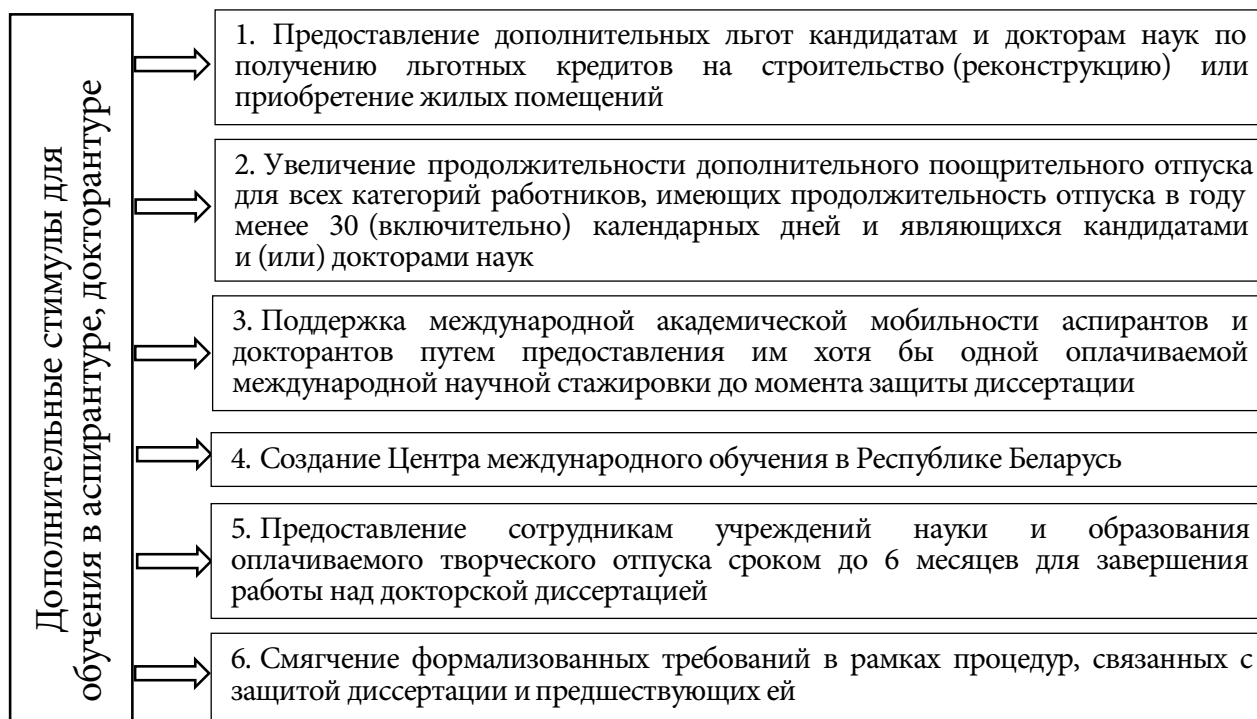 Дополнительные стимулы для
обучения в аспирантуре, докторантуре
1. Предоставление дополнительных льгот кандидатам и докторам наук по
получению льготных кредитов на строительство (реконструкцию) или
приобретение жилых помещений
2. Увеличение продолжительности дополнительного поощрительного отпуска
для всех категорий работников, имеющих продолжительность отпуска в году
менее 30 (включительно) календарных дней и являющихся кандидатами
и (или) докторами наук
3. Поддержка международной академической мобильности аспирантов и
докторантов путем предоставления им хотя бы одной оплачиваемой
международной научной стажировки до момента защиты диссертации
4. Создание Центра международного обучения в Республике Беларусь
5. Предоставление сотрудникам учреждений науки и образования
оплачиваемого творческого отпуска сроком до 6 месяцев для завершения
работы над докторской диссертацией
6. Смягчение формализованных требований в рамках процедур, связанных с
защитой диссертации и предшествующих ей